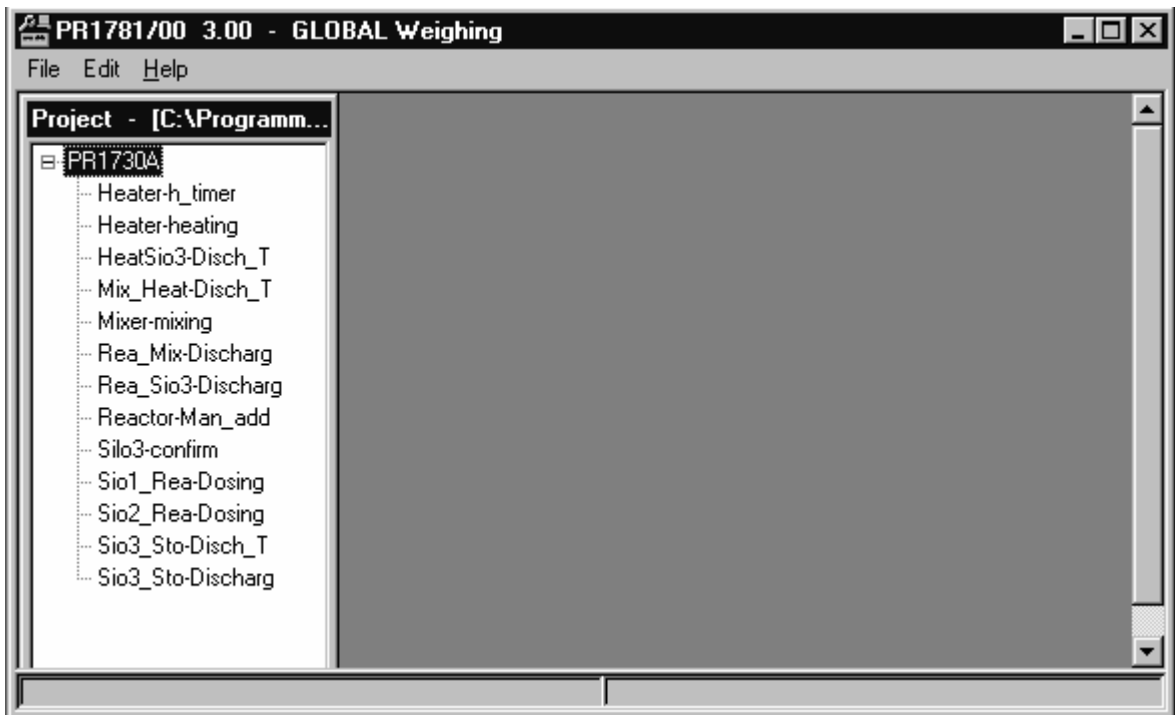 PR1781/00 3.00 - GLOBAL Weighing
File Edit Help
Project - [C:\Programm...
PR1730A
Heater-h_timer
Heater-heating
HeatSio3-Disch_T
Mix_Heat-Disch_T
Mixer-mixing
Rea_Mix-Discharg
Rea_Sio3-Discharg
Reactor-Man_add
Silo3-confirm
Sio1_Rea-Dosing
Sio2_Rea-Dosing
Sio3_Sto-Disch_T
Sio3_Sto-Discharg